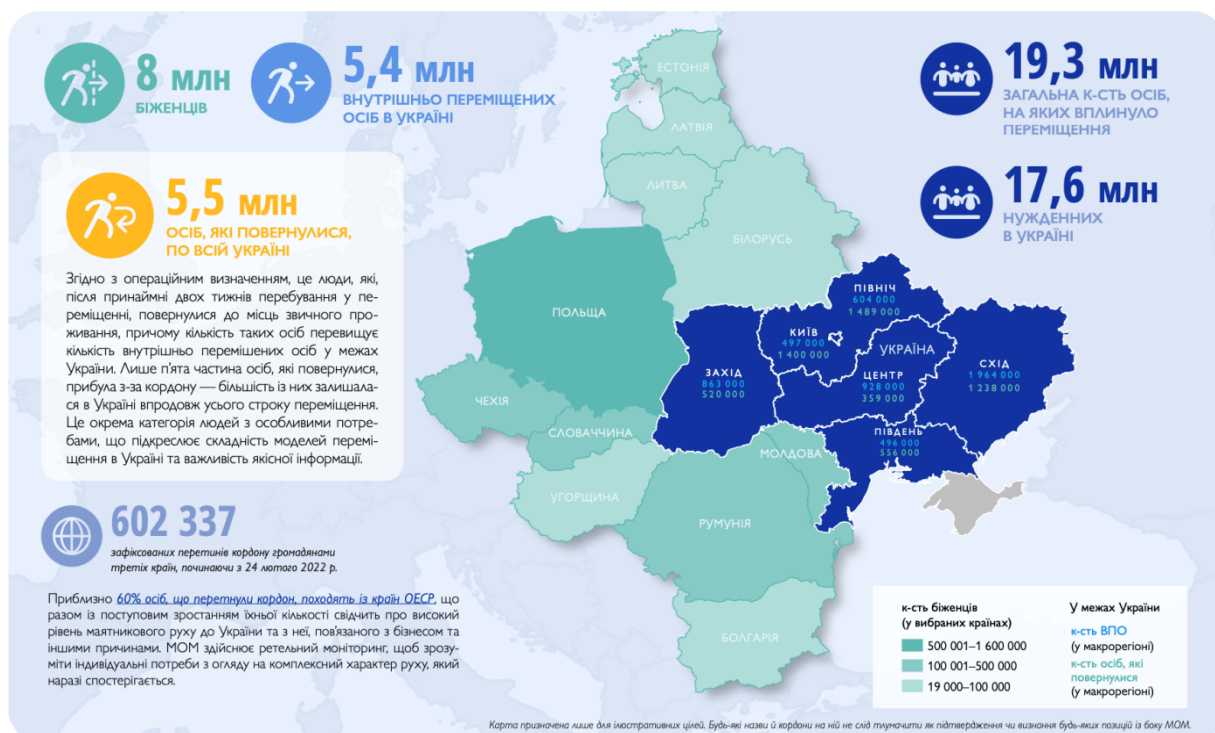 8 МЛН
БІЖЕНЦІВ
5,4 МЛН
ВНУТРІШНЬО ПЕРЕМІЩЕНИХ
ОСІБ В УКРАЇНІ
5,5 МЛН
ОСІБ, ЯКІ ПОВЕРНУЛИСЯ,
ПО ВСІЙ УКРАЇНІ
Згідно з операційним визначенням, це люди, які,
після принаймні двох тижнів перебування у пе-
реміщенні, повернулися до місць звичного про-
живання, причому кількість таких осіб перевищує
кількість внутрішньо перемішених осіб у межах
України. Лише п’ята частина осіб, які повернулися,
прибула з-за кордону — більшість із них залишала-
ся в Україні впродовж усього строку переміщення.
Це окрема категорія людей з особливими потре-
бами, що підкреслює складність моделей перемі-
щення в Україні та важливість якісної інформації.
602 337
зафіксованих перетинів кордону громадянами
третіх країн, починаючи з 24 лютого 2022 р.
Приблизно 60% осіб, що перетнули кордон, походять із країн ОЕСР, що
разом із поступовим зростанням їхньої кількості свідчить про високий
рівень маятникового руху до України та з неї, пов’язаного з бізнесом та
іншими причинами. МОМ здійснює ретельний моніторинг, щоб зрозу-
міти індивідуальні потреби з огляду на комплексний характер руху, який
наразі спостерігається.
19,3 МЛН
ЗАГАЛЬНА К-СТЬ ОСІБ,
НА ЯКИХ ВПЛИНУЛО
ПЕРЕМІЩЕННЯ
17,6 МЛН
НУЖДЕННИХ
В УКРАЇНІ
ЕСТОНІЯ
ЛАТВІЯ
ЛИТВА
БІЛОРУСЬ
ПОЛЬЩА
ЧЕХІЯ
СЛОВАЧЧИНА
УГОРЩИНА
МОЛДОВА
РУМУНІЯ
БОЛГАРІЯ
УКРАЇНА
ПІВНІЧ
604 000
1 489 000
КИЇВ
497 000
1 400 000
ЗАХІД
863 000
520 000
ЦЕНТР
928 000
359 000
СХІД
1 964 000
1 238 000
ПІВДЕНЬ
496 000
556 000
к-сть біженців
(у вибраних країнах)
500 001–1 600 000
100 001–500 000
19 000–100 000
У межах України
к-сть ВПО
(у макрорегіоні)
к-сть осіб, які
повернулися
(у макрорегіоні)
Карта призначена лише для ілюстративних цілей. Будь-які назви й кордони на ній не слід тлумачити як підтвердження чи визнання будь-яких позицій із боку МОМ.